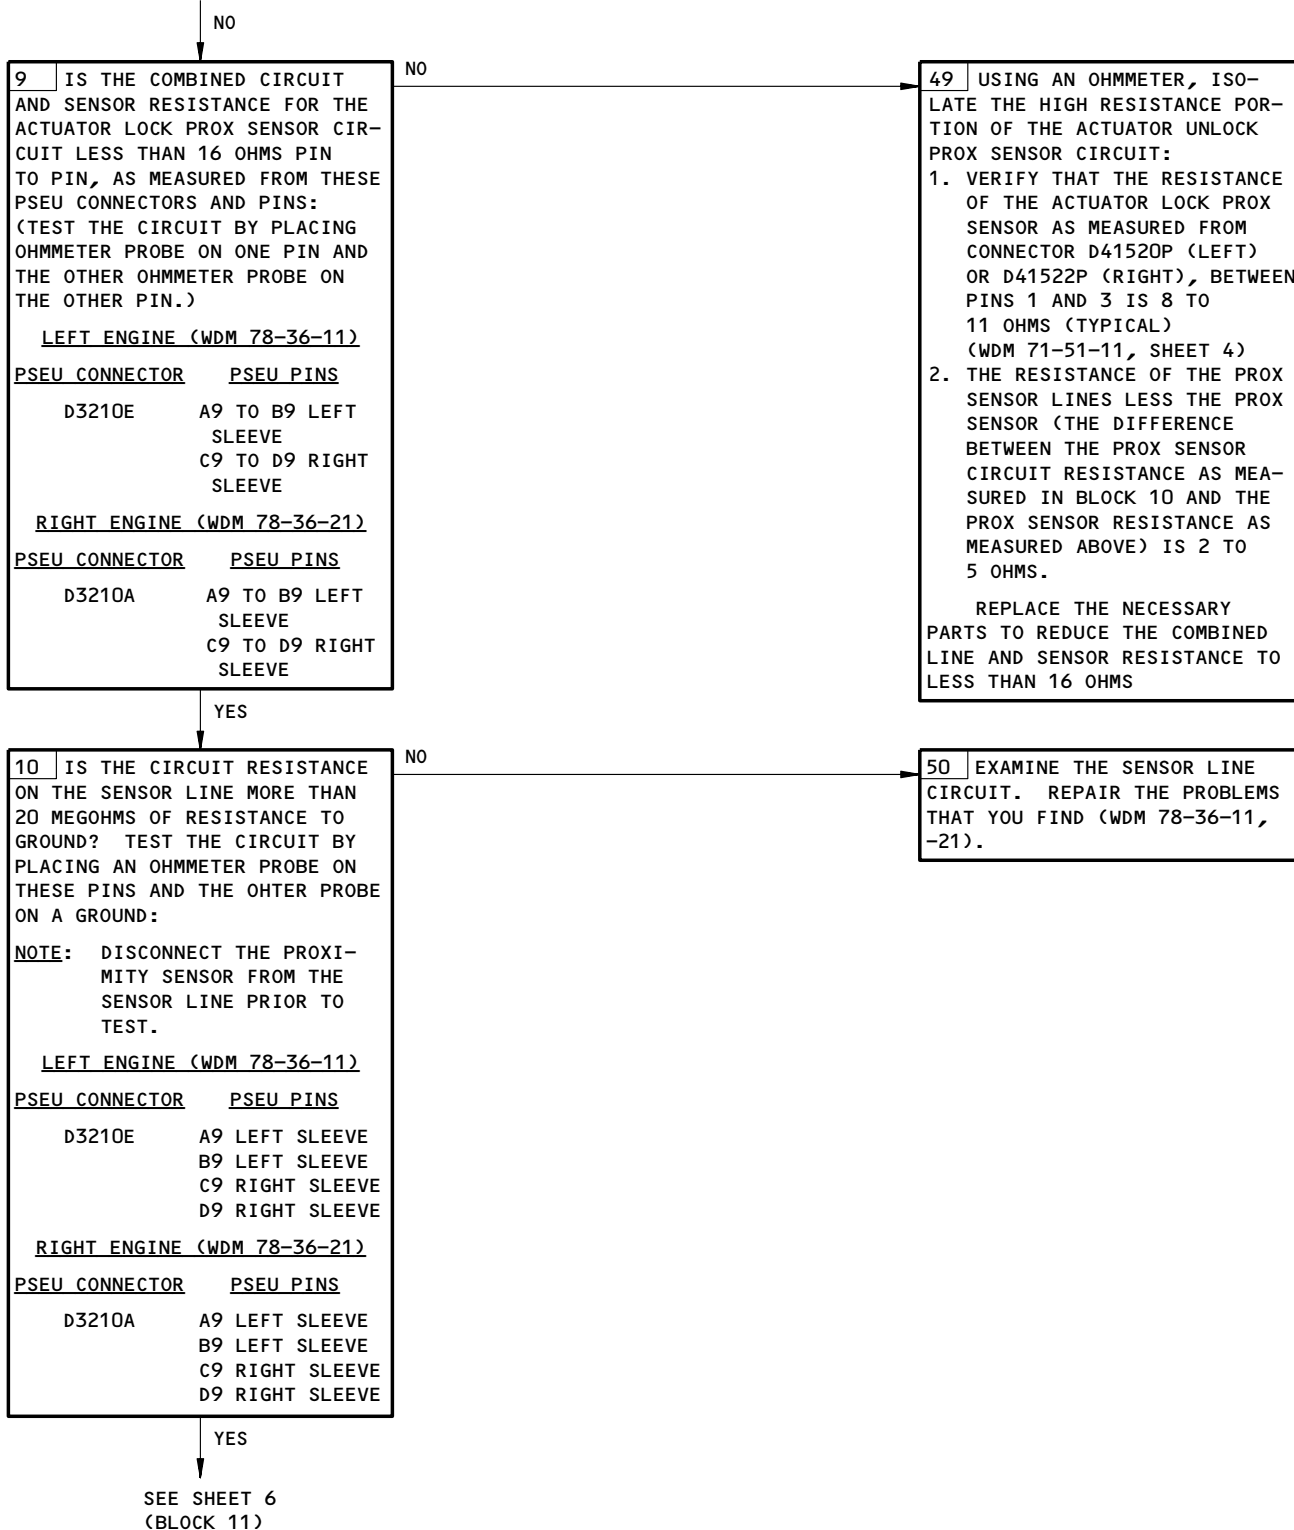 NO
9 IS THE COMBINED CIRCUIT
AND SENSOR RESISTANCE FOR THE
ACTUATOR LOCK PROX SENSOR CIR-
CUIT LESS THAN 16 OHMS PIN
TO PIN, AS MEASURED FROM THESE
PSEU CONNECTORS AND PINS:
(TEST THE CIRCUIT BY PLACING
OHMMETER PROBE ON ONE PIN AND
THE OTHER OHMMETER PROBE ON
THE OTHER PIN.)
LEFT ENGINE (WDM 78-36-11)
PSEU CONNECTOR PSEU PINS
D3210E A9 TO B9 LEFT
SLEEVE
C9 TO D9 RIGHT
SLEEVE
RIGHT ENGINE (WDM 78-36-21)
PSEU CONNECTOR PSEU PINS
D3210A A9 TO B9 LEFT
SLEEVE
C9 TO D9 RIGHT
SLEEVE
NO
49 USING AN OHMMETER, ISO-
LATE THE HIGH RESISTANCE POR-
TION OF THE ACTUATOR UNLOCK
PROX SENSOR CIRCUIT:
1. VERIFY THAT THE RESISTANCE
OF THE ACTUATOR LOCK PROX
SENSOR AS MEASURED FROM
CONNECTOR D41520P (LEFT)
OR D41522P (RIGHT), BETWEEN
PINS 1 AND 3 IS 8 TO
11 OHMS (TYPICAL)
(WDM 71-51-11, SHEET 4)
2. THE RESISTANCE OF THE PROX
SENSOR LINES LESS THE PROX
SENSOR (THE DIFFERENCE
BETWEEN THE PROX SENSOR
CIRCUIT RESISTANCE AS MEA-
SURED IN BLOCK 10 AND THE
PROX SENSOR RESISTANCE AS
MEASURED ABOVE) IS 2 TO
5 OHMS.
REPLACE THE NECESSARY
PARTS TO REDUCE THE COMBINED
LINE AND SENSOR RESISTANCE TO
LESS THAN 16 OHMS
YES
10 IS THE CIRCUIT RESISTANCE
ON THE SENSOR LINE MORE THAN
20 MEGOHMS OF RESISTANCE TO
GROUND? TEST THE CIRCUIT BY
PLACING AN OHMMETER PROBE ON
THESE PINS AND THE OHTER PROBE
ON A GROUND:
NOTE: DISCONNECT THE PROXI-
MITY SENSOR FROM THE
SENSOR LINE PRIOR TO
TEST.
LEFT ENGINE (WDM 78-36-11)
PSEU CONNECTOR PSEU PINS
D3210E A9 LEFT SLEEVE
B9 LEFT SLEEVE
C9 RIGHT SLEEVE
D9 RIGHT SLEEVE
RIGHT ENGINE (WDM 78-36-21)
PSEU CONNECTOR PSEU PINS
D3210A A9 LEFT SLEEVE
B9 LEFT SLEEVE
C9 RIGHT SLEEVE
D9 RIGHT SLEEVE
NO
50 EXAMINE THE SENSOR LINE
CIRCUIT. REPAIR THE PROBLEMS
THAT YOU FIND (WDM 78-36-11,
-21).
YES
SEE SHEET 6
(BLOCK 11)